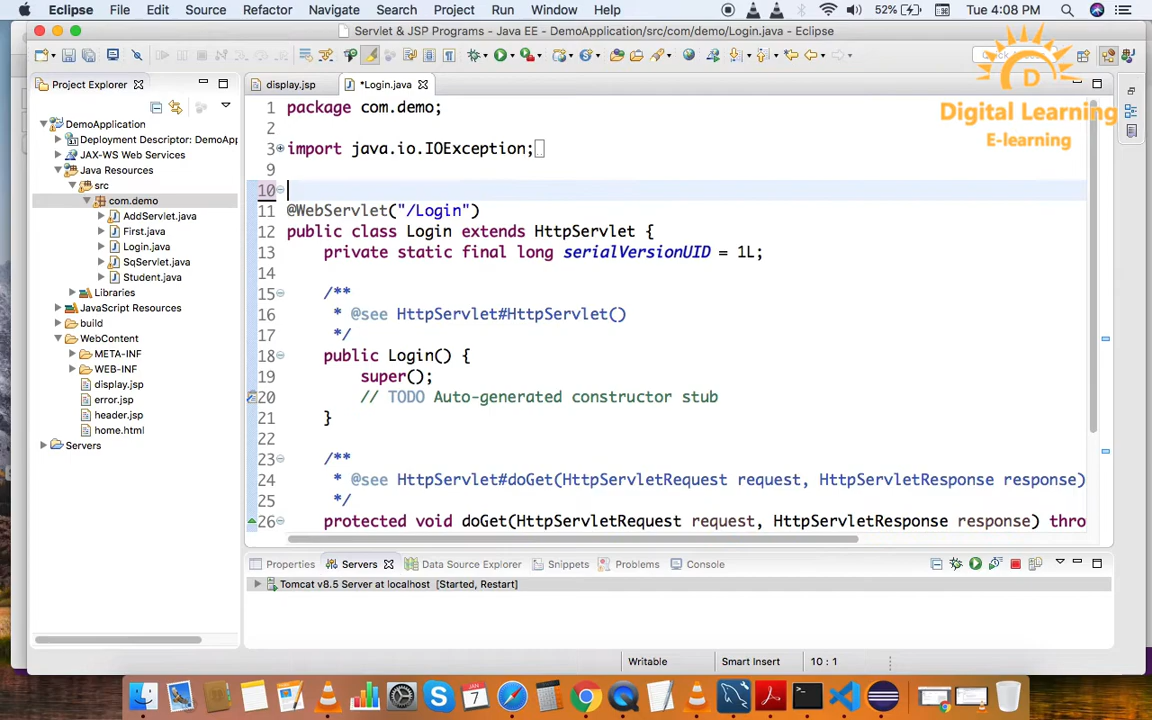 Eclipse File Edit Source Refactor Navigate Search Project Run Window Help 52% Tue 4:08 PM
Servlet & JSP Programs - Java EE - DemoApplication/src/com/demo/Login.java - Eclipse
Project Explorer
display.jsp *Login.java
Digital Learning
E-learning
DemoApplication
Deployment Descriptor: DemoApp
JAX-WS Web Services
Java Resources
src
com.demo
AddServlet.java
First.java
Login.java
SqServlet.java
Student.java
Libraries
JavaScript Resources
build
WebContent
META-INF
WEB-INF
display.jsp
error.jsp
header.jsp
home.html
Servers
1 package com.demo;
2
3 import java.io.IOException;
9
10
11 @WebServlet("/Login")
12 public class Login extends HttpServlet {
13 private static final long serialVersionUID = 1L;
14
15 /**
16 * @see HttpServlet#HttpServlet()
17 */
18 public Login() {
19 super();
20 // TODO Auto-generated constructor stub
21 }
22
23 /**
24 * @see HttpServlet#doGet(HttpServletRequest request, HttpServletResponse response)
25 */
26 protected void doGet(HttpServletRequest request, HttpServletResponse response) thro
Properties Servers Data Source Explorer Snippets Problems Console
Tomcat v8.5 Server at localhost [Started, Restart]
Writable Smart Insert 10 : 1